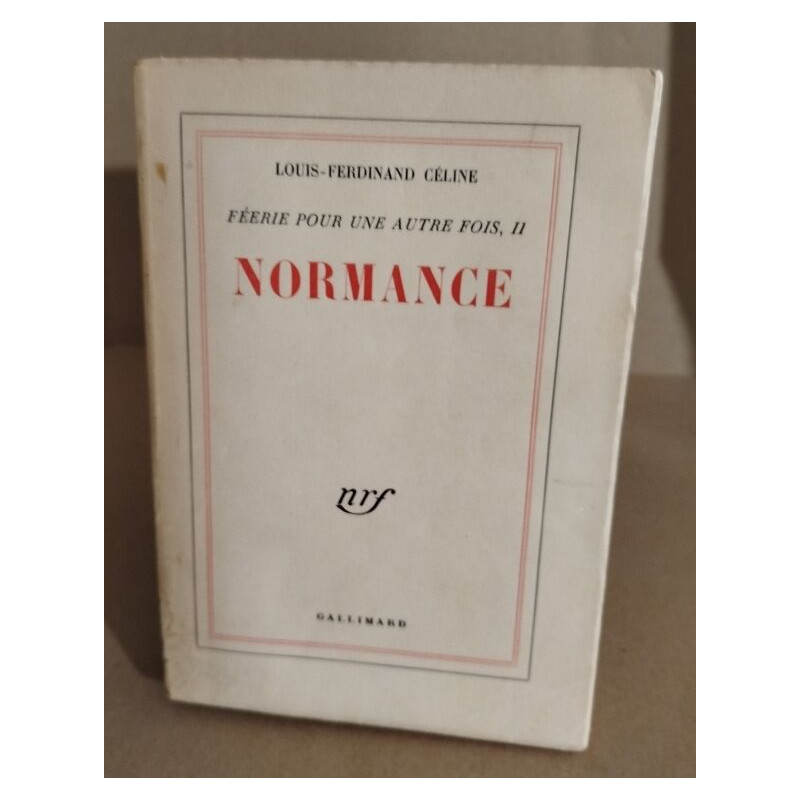 LOUIS-FERDINAND CÉLINE
FÉERIE POUR UNE AUTRE FOIS, II
NORMANCE
nrf
GALLIMARD